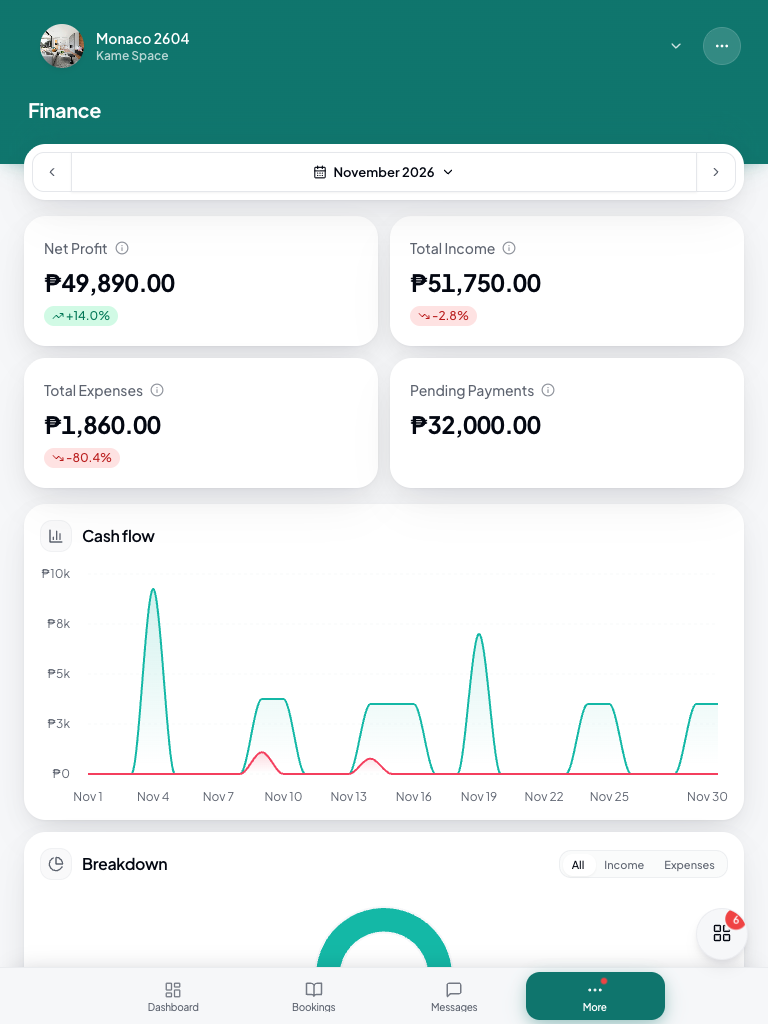 Monaco 2604
Kame Space
Finance
November 2026
Net Profit
₱49,890.00
+14.0%
Total Income
₱51,750.00
-2.8%
Total Expenses
₱1,860.00
-80.4%
Pending Payments
₱32,000.00
Cash flow
₱10k
₱8k
₱5k
₱3k
₱0
Nov 1 Nov 4 Nov 7 Nov 10 Nov 13 Nov 16 Nov 19 Nov 22 Nov 25 Nov 30
Breakdown
All Income Expenses
6
Dashboard Bookings Messages More